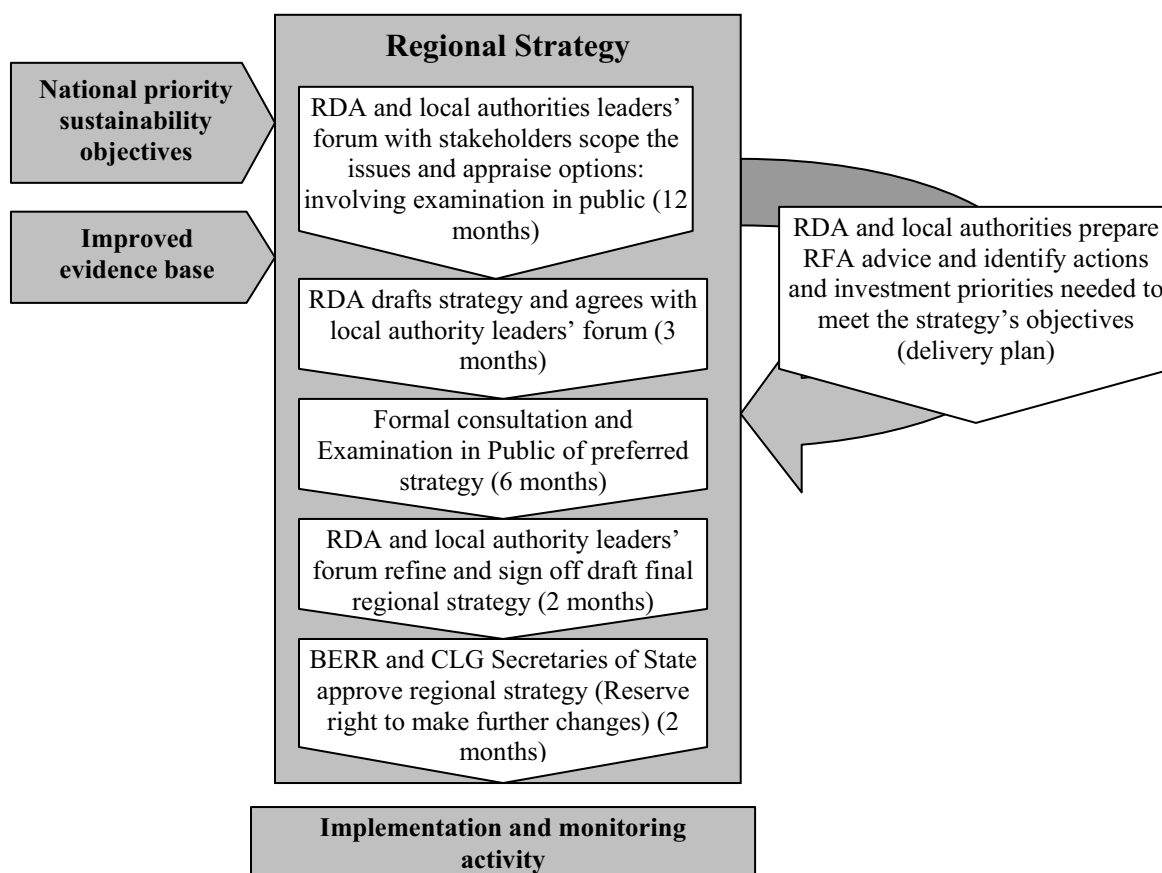 Regional Strategy
National priority
sustainability
objectives
Improved
evidence base
RDA and local authorities leaders’
forum with stakeholders scope the
issues and appraise options:
involving examination in public (12
months)
RDA drafts strategy and agrees with
local authority leaders’ forum (3
months)
Formal consultation and
Examination in Public of preferred
strategy (6 months)
RDA and local authority leaders’
forum refine and sign off draft final
regional strategy (2 months)
BERR and CLG Secretaries of State
approve regional strategy (Reserve
right to make further changes) (2
months)
RDA and local authorities prepare
RFA advice and identify actions
and investment priorities needed to
meet the strategy’s objectives
(delivery plan)
Implementation and monitoring
activity